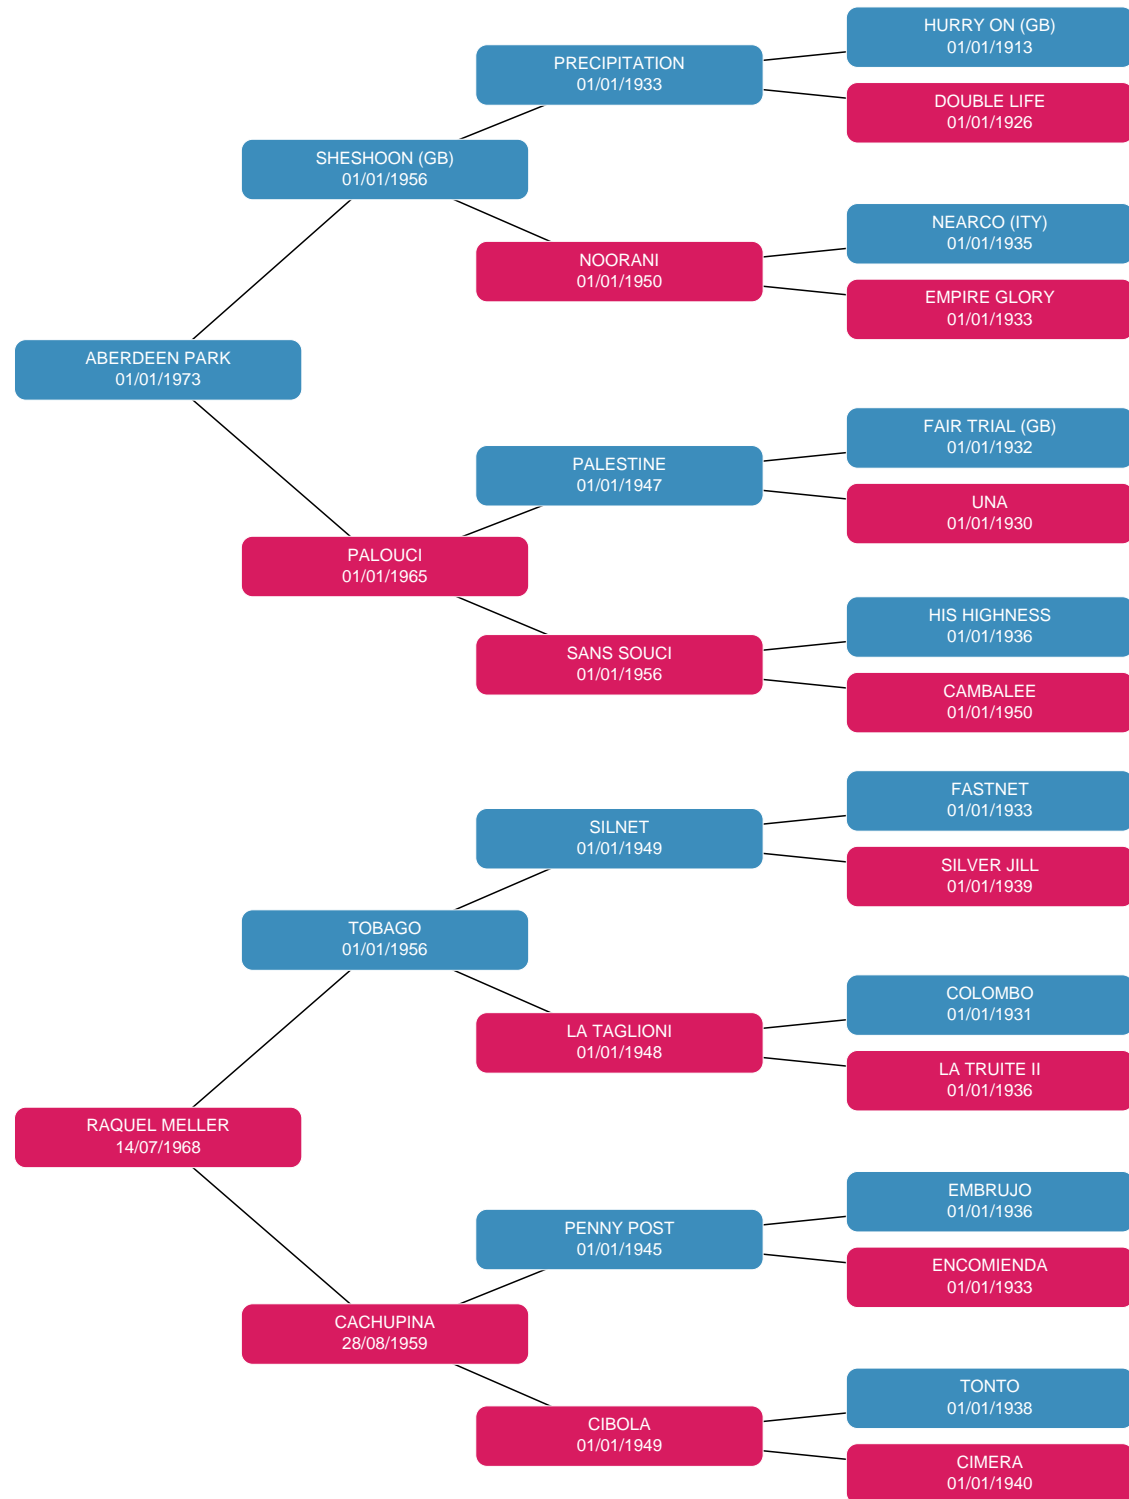 HURRY ON (GB)
01/01/1913
PRECIPITATION
01/01/1933
DOUBLE LIFE
01/01/1926
SHESHOON (GB)
01/01/1956
NEARCO (ITY)
01/01/1935
NOORANI
01/01/1950
EMPIRE GLORY
01/01/1933
ABERDEEN PARK
01/01/1973
FAIR TRIAL (GB)
01/01/1932
PALESTINE
01/01/1947
UNA
01/01/1930
PALOUCI
01/01/1965
HIS HIGHNESS
01/01/1936
SANS SOUCI
01/01/1956
CAMBALEE
01/01/1950
FASTNET
01/01/1933
SILNET
01/01/1949
SILVER JILL
01/01/1939
TOBAGO
01/01/1956
COLOMBO
01/01/1931
LA TAGLIONI
01/01/1948
LA TRUITE II
01/01/1936
RAQUEL MELLER
14/07/1968
EMBRUJO
01/01/1936
PENNY POST
01/01/1945
ENCOMIENDA
01/01/1933
CACHUPINA
28/08/1959
TONTO
01/01/1938
CIBOLA
01/01/1949
CIMERA
01/01/1940